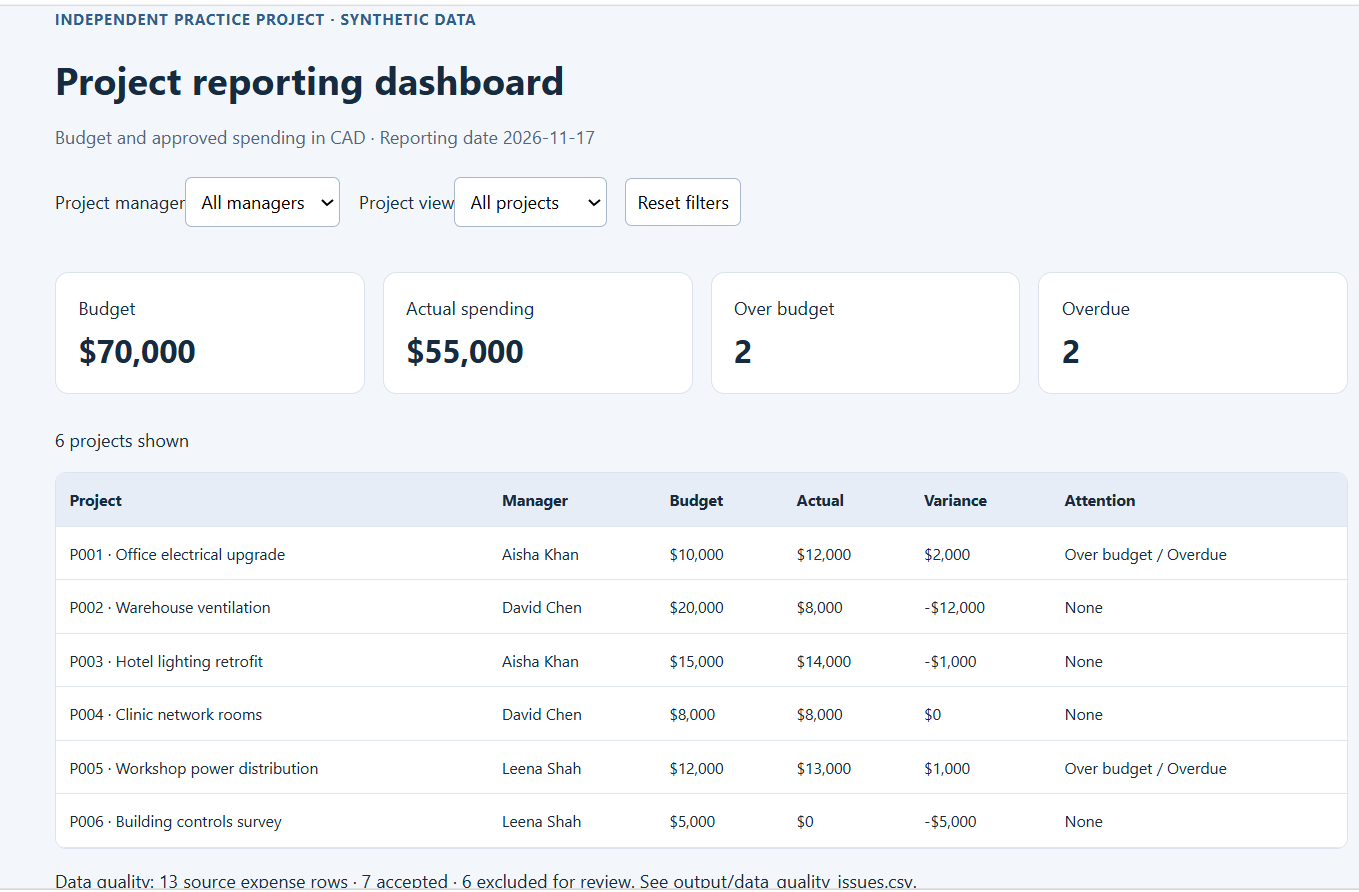 INDEPENDENT PRACTICE PROJECT · SYNTHETIC DATA
Project reporting dashboard
Budget and approved spending in CAD · Reporting date 2026-11-17
Project manager All managers Project view All projects Reset filters
Budget Actual spending Over budget Overdue
$70,000 $55,000 2 2
6 projects shown
Project Manager Budget Actual Variance Attention
P001 · Office electrical upgrade Aisha Khan $10,000 $12,000 $2,000 Over budget / Overdue
P002 · Warehouse ventilation David Chen $20,000 $8,000 -$12,000 None
P003 · Hotel lighting retrofit Aisha Khan $15,000 $14,000 -$1,000 None
P004 · Clinic network rooms David Chen $8,000 $8,000 $0 None
P005 · Workshop power distribution Leena Shah $12,000 $13,000 $1,000 Over budget / Overdue
P006 · Building controls survey Leena Shah $5,000 $0 -$5,000 None
Data quality: 13 source expense rows · 7 accepted · 6 excluded for review. See output/data_quality_issues.csv.